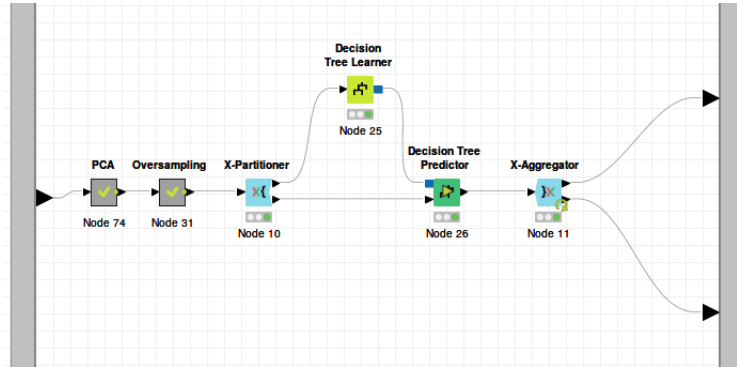 Decision
Tree Learner
Node 25
PCA
Node 74
Oversampling
Node 31
X-Partitioner
Node 10
Decision Tree
Predictor
Node 26
X-Aggregator
Node 11